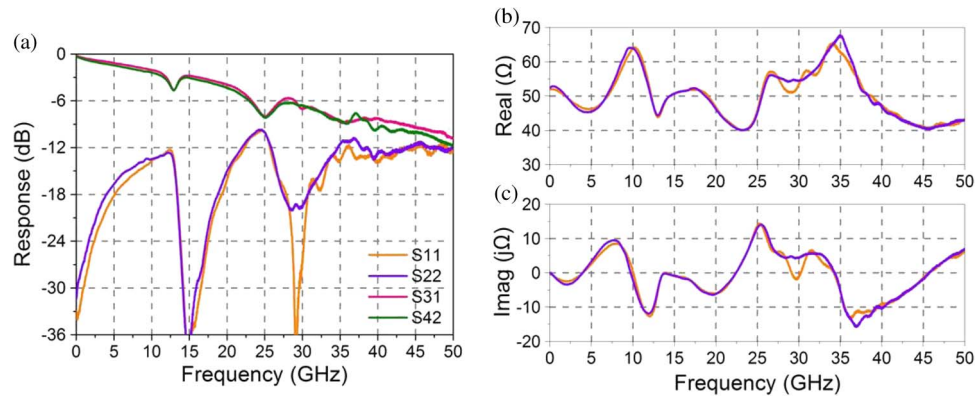 (a)
0
-6
-12
-18
-24
-30
-36
Response (dB)
S11
S22
S31
S42
0 5 10 15 20 25 30 35 40 45 50
Frequency (GHz)
(b)
70
60
50
40
30
Real (Ω)
0 5 10 15 20 25 30 35 40 45 50
(c)
20
10
0
-10
-20
Imag (jΩ)
0 5 10 15 20 25 30 35 40 45 50
Frequency (GHz)